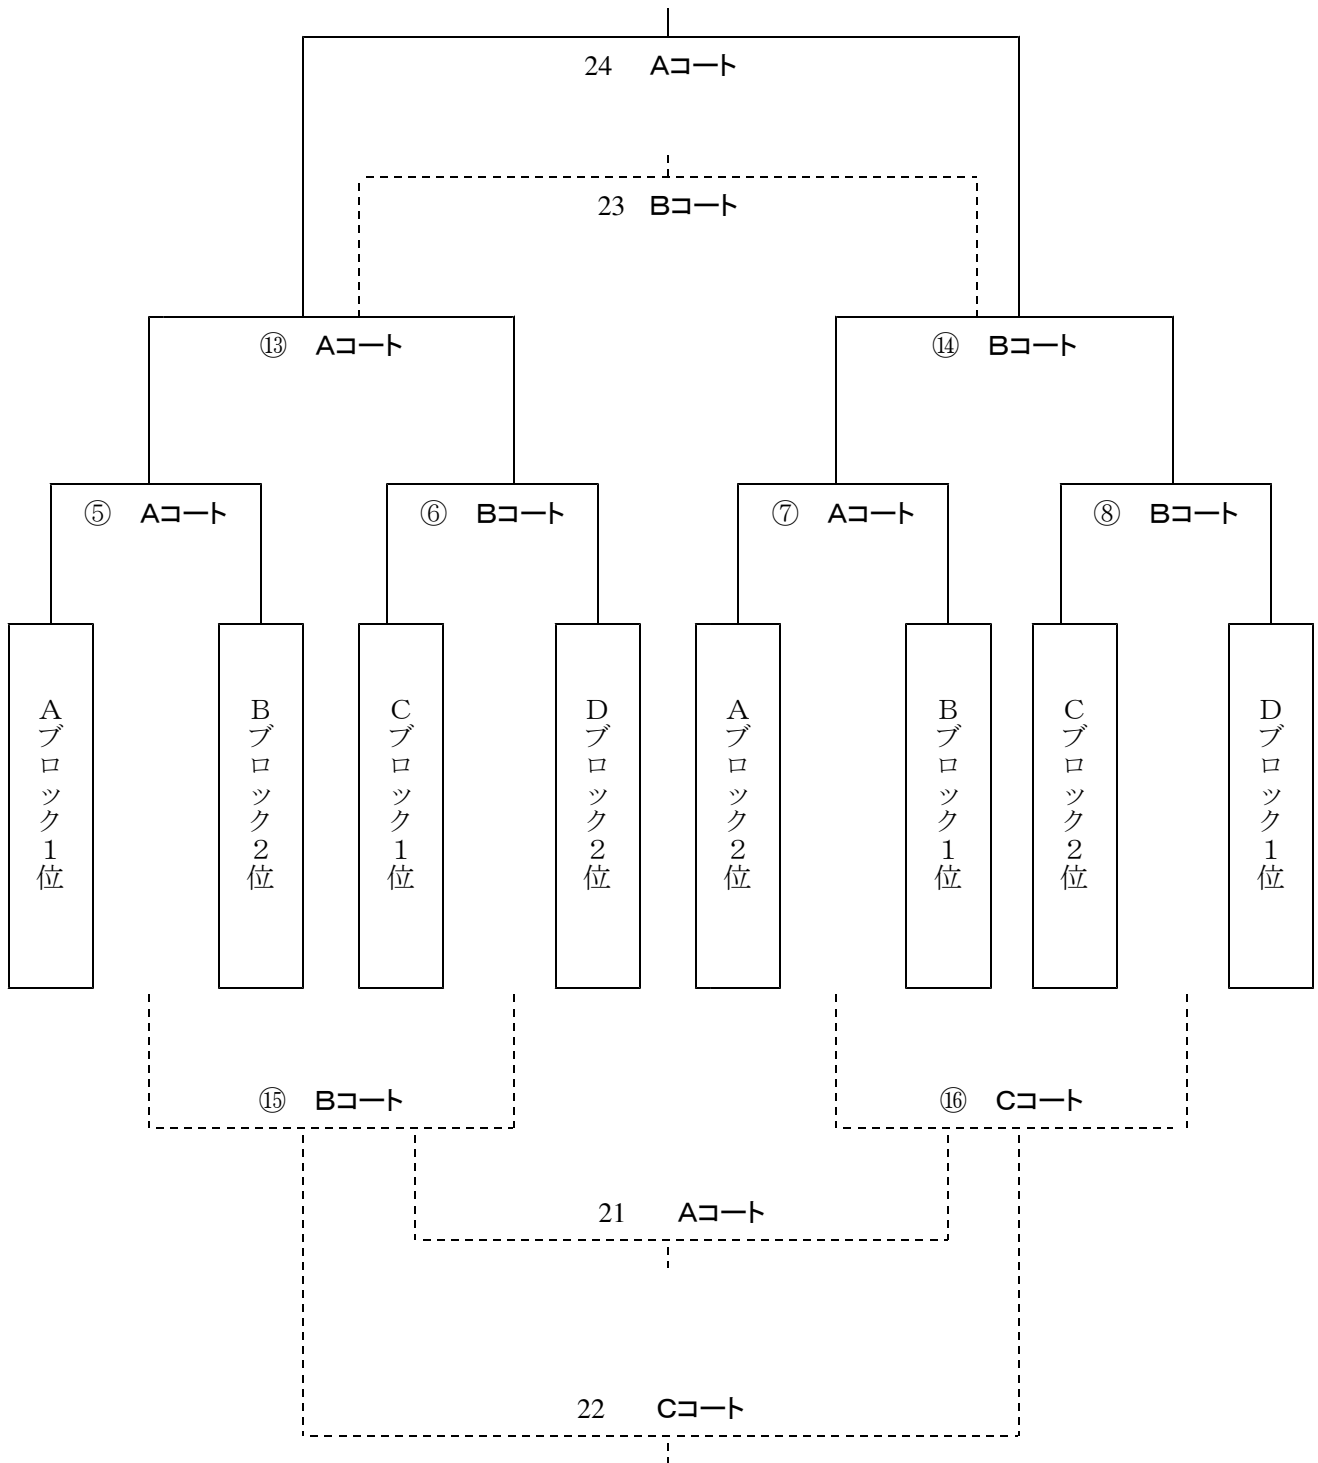 24　Aコート
23　Bコート
⑬　Aコート
⑭　Bコート
⑤　Aコート
⑥　Bコート
⑦　Aコート
⑧　Bコート
Aブロック1位
Bブロック2位
Cブロック1位
Dブロック2位
Aブロック2位
Bブロック1位
Cブロック2位
Dブロック1位
⑮　Bコート
⑯　Cコート
21　Aコート
22　Cコート